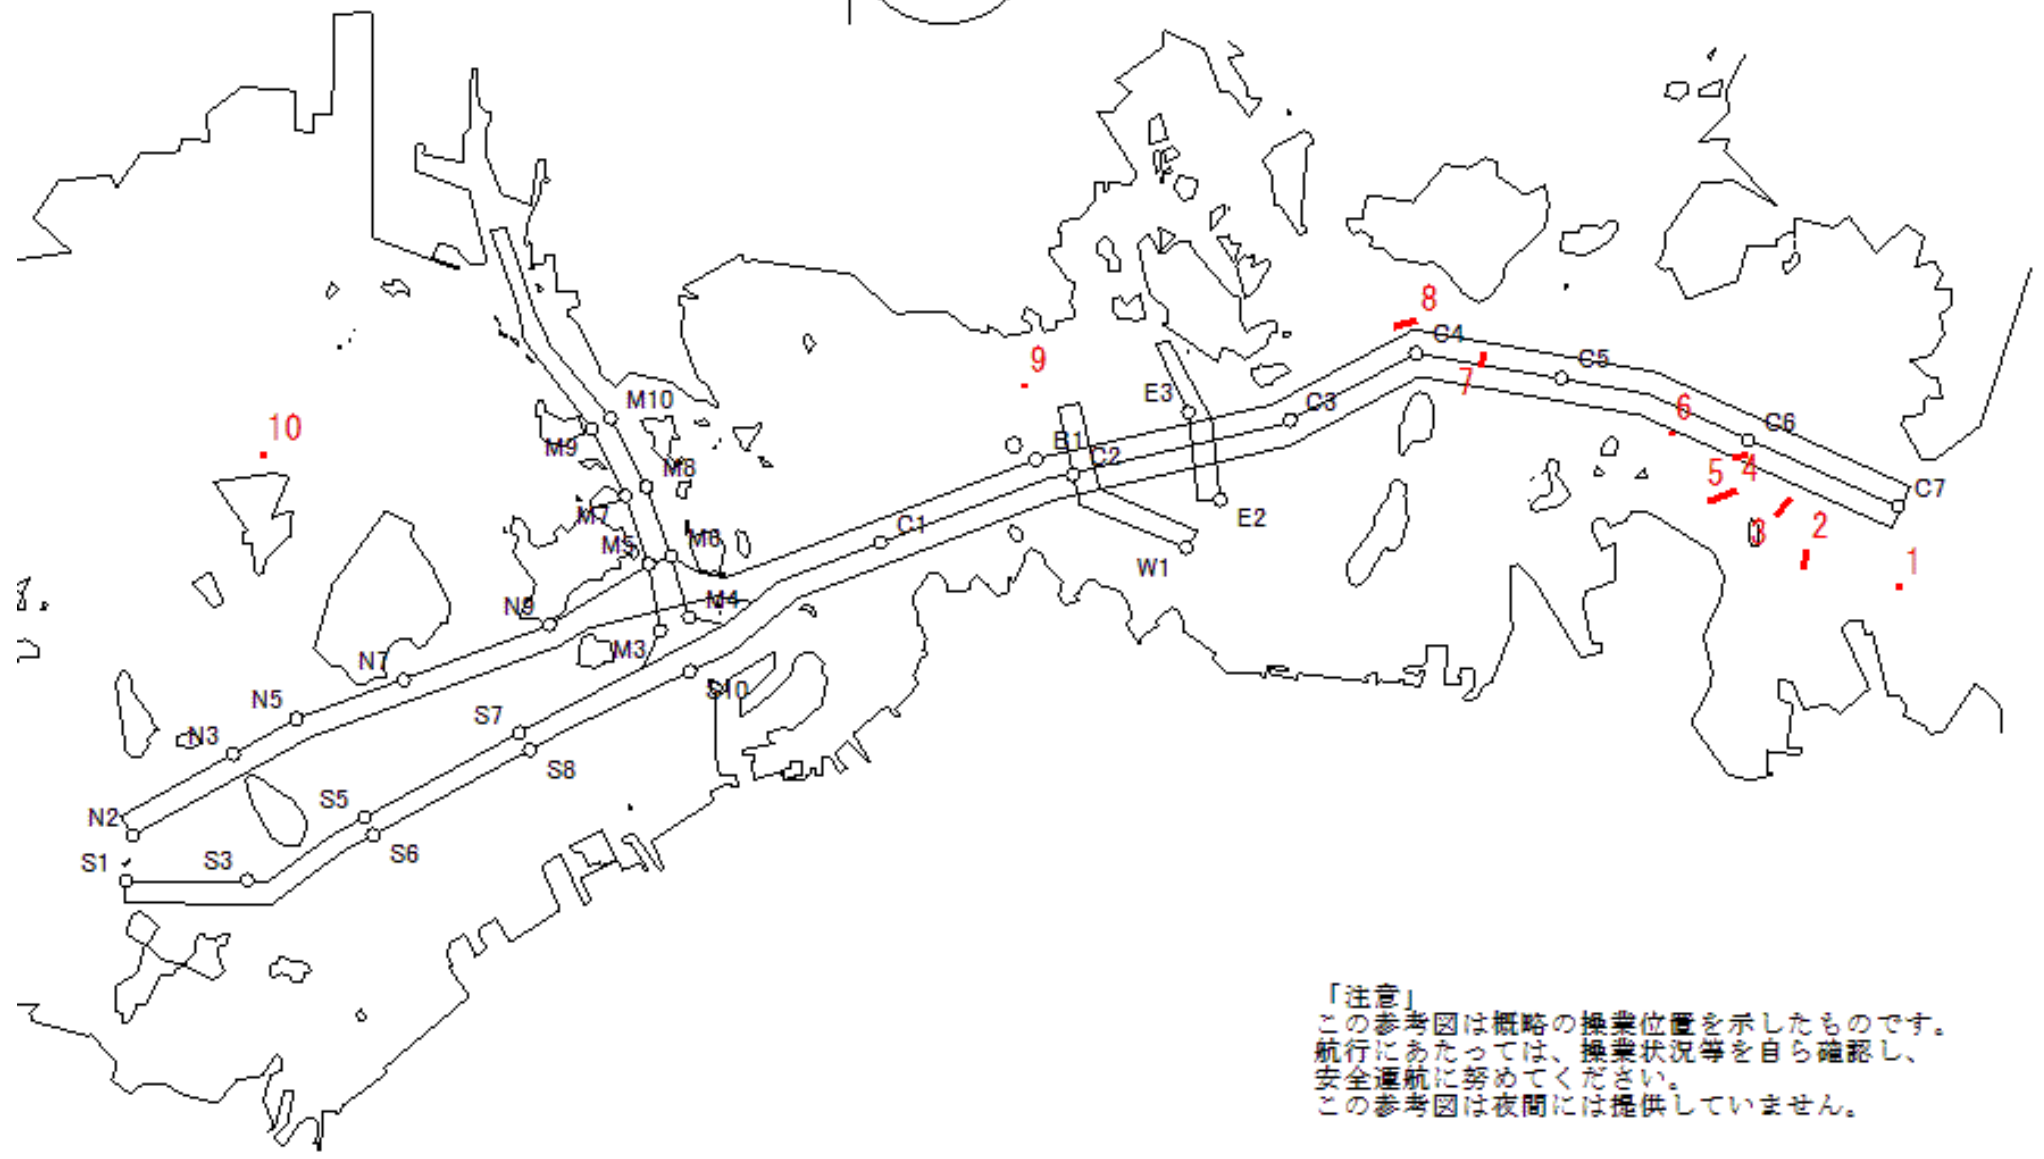 8
C4
9
C5
7
E3
M10
C3
6
C6
10
M9
B1
M8
C2
5
4
C7
M7
E2
C1
3
2
M5
M6
W1
1
N9
M4
M3
N7
S10
N5
S7
N3
S8
S5
N2
S6
S1
S3
「注意」
この参考図は概略の操業位置を示したものです。
航行にあたっては、操業状況等を自ら確認し、
安全運航に努めてください。
この参考図は夜間には提供していません。